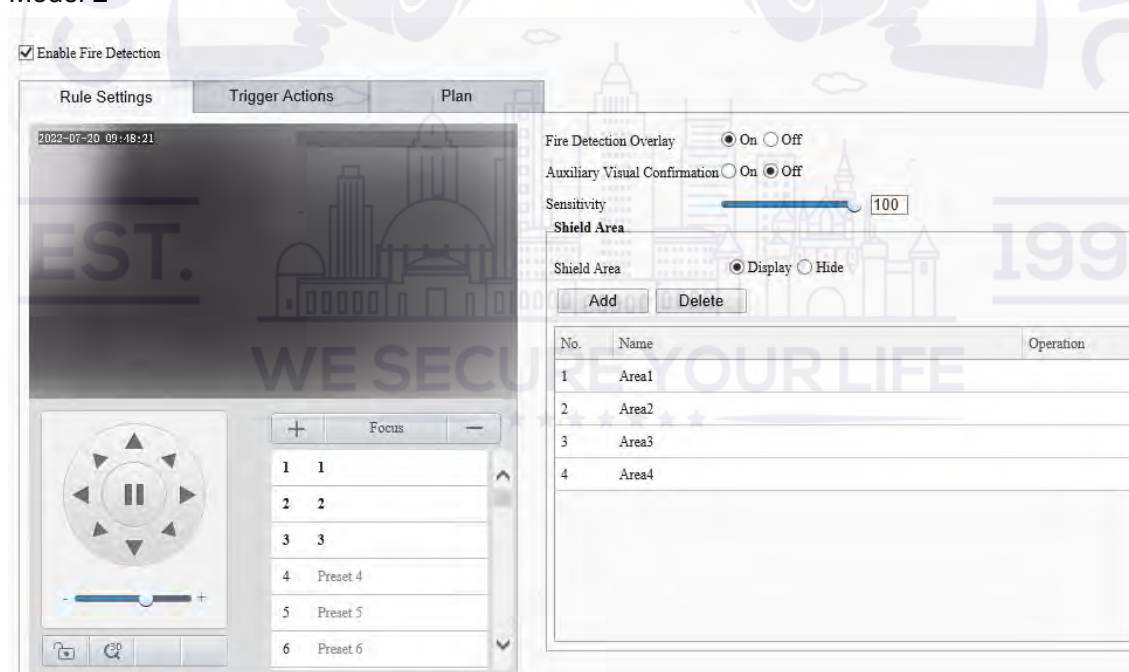 Enable Fire Detection
Rule Settings Trigger Actions Plan
2022-07-20 09:48:21
Fire Detection Overlay On Off
Auxiliary Visual Confirmation On Off
Sensitivity 100
Shield Area
Shield Area Display Hide
Add Delete
No. Name Operation
1 Area1
2 Area2
3 Area3
4 Area4
+ Focus -
1 1
2 2
3 3
4 Preset 4
5 Preset 5
6 Preset 6
- +
3D
EST. 199
WE SECURE YOUR LIFE